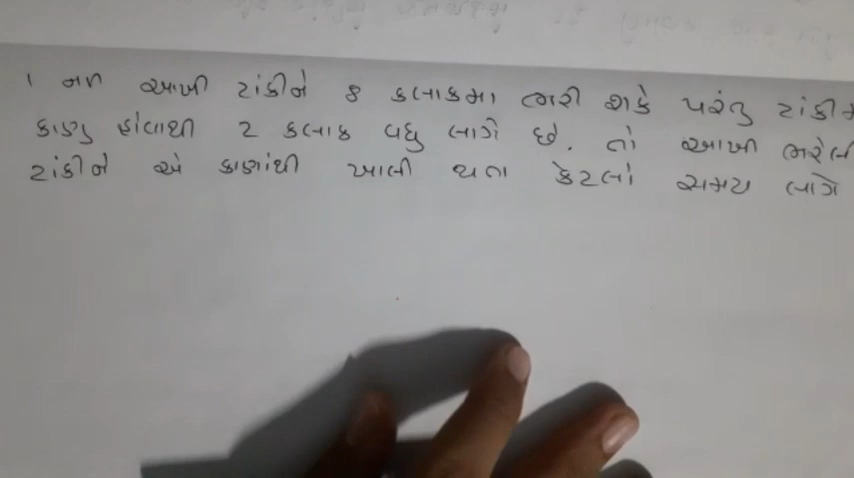 1 નળ આખી ટાંકીને 8 કલાકમા ભરી શકે પરંતુ ટાંકીમ
કાણુ હોવાથી 2 કલાક વધુ લાગે છે. તો આખી ભરેલી
ટાંકીને એ કાણાંથી ખાલી થતા કેટલો સમય લાગે